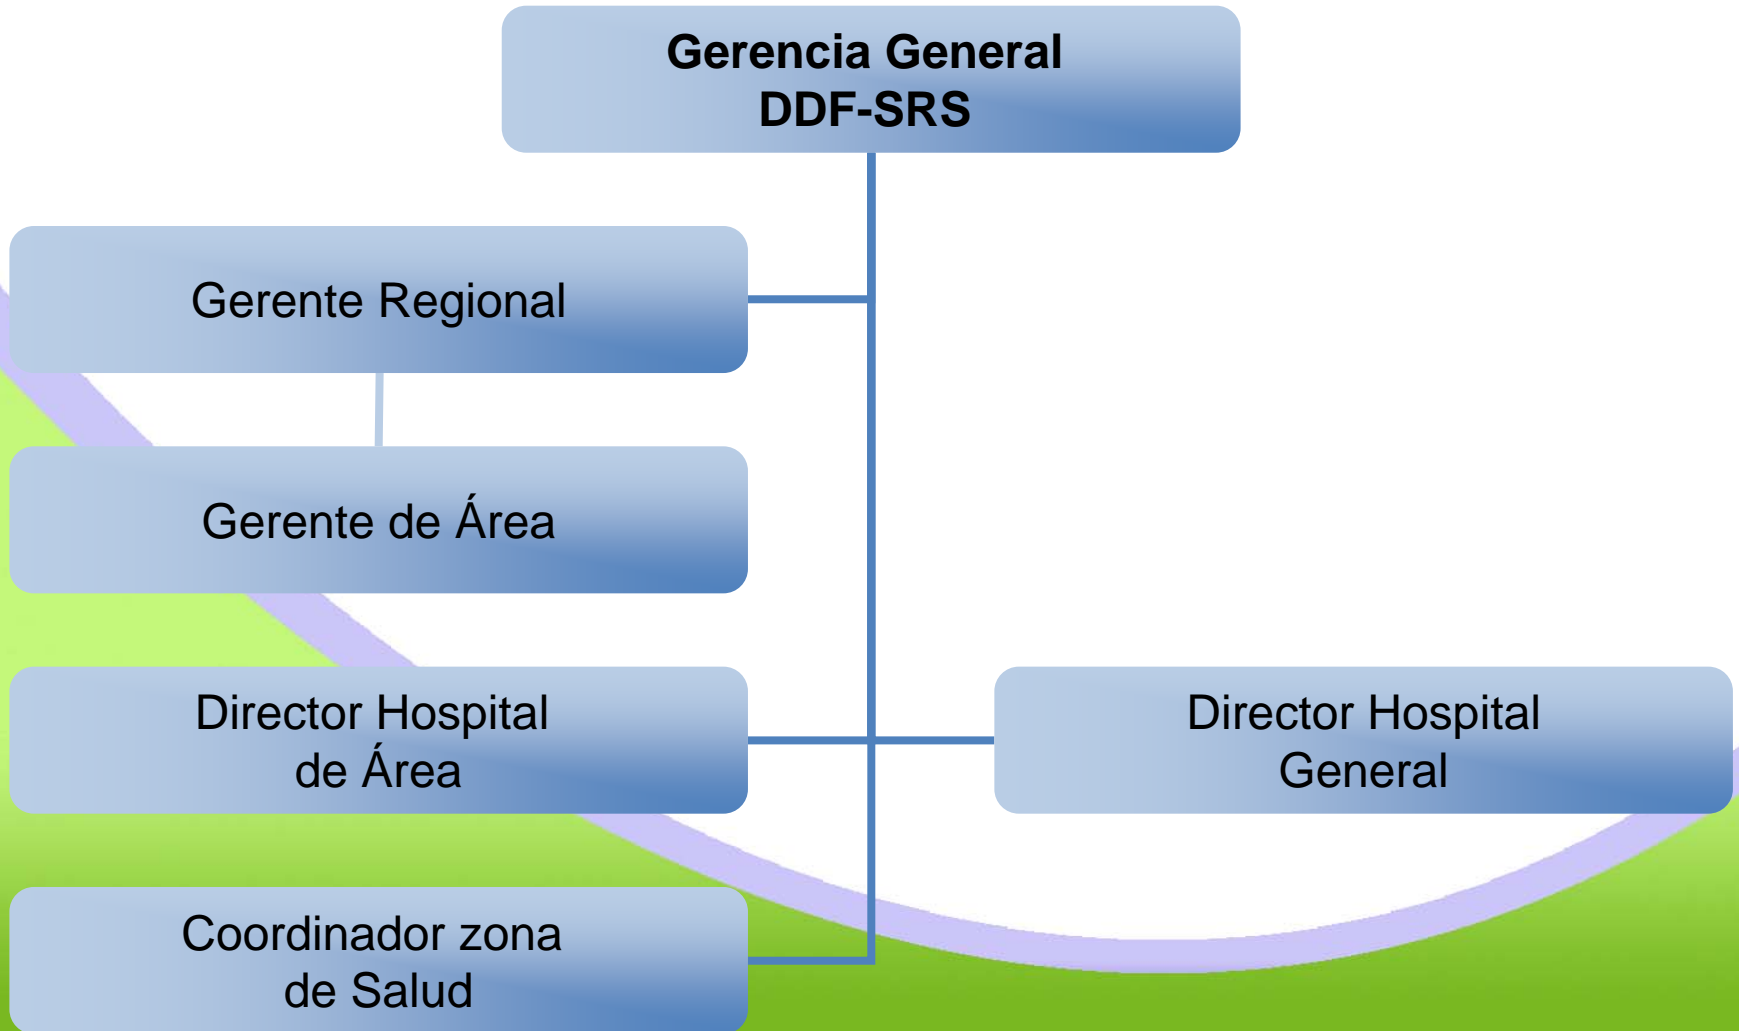 Gerencia General
DDF-SRS
Gerente Regional
Gerente de Área
Director Hospital
de Área
Director Hospital
General
Coordinador zona
de Salud